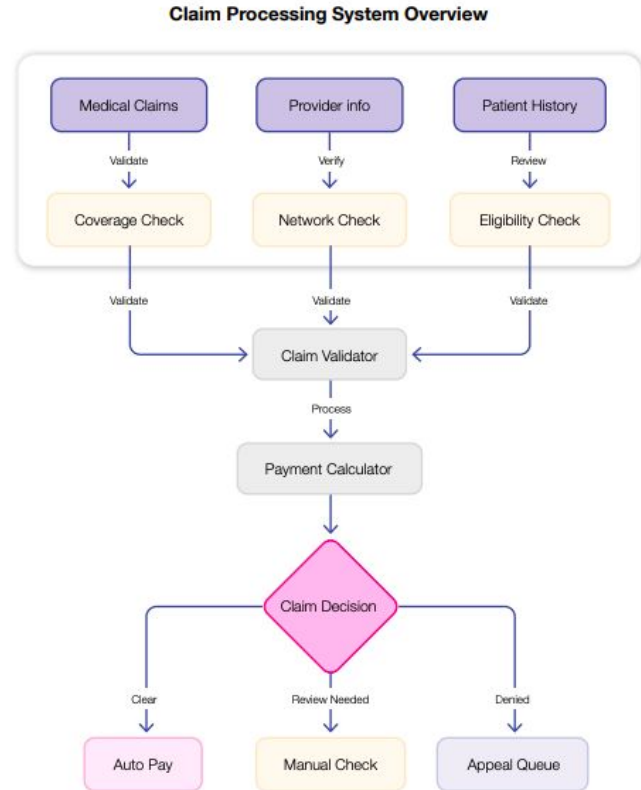 Claim Processing System Overview
Medical Claims
Provider info
Patient History
Validate
Verify
Review
Coverage Check
Network Check
Eligibility Check
Validate
Validate
Validate
Claim Validator
Process
Payment Calculator
Claim Decision
Clear
Review Needed
Denied
Auto Pay
Manual Check
Appeal Queue